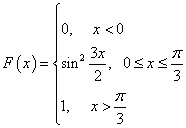 F(x) = { 0, x < 0
sin² 3x/2, 0 ≤ x ≤ π/3
1, x > π/3